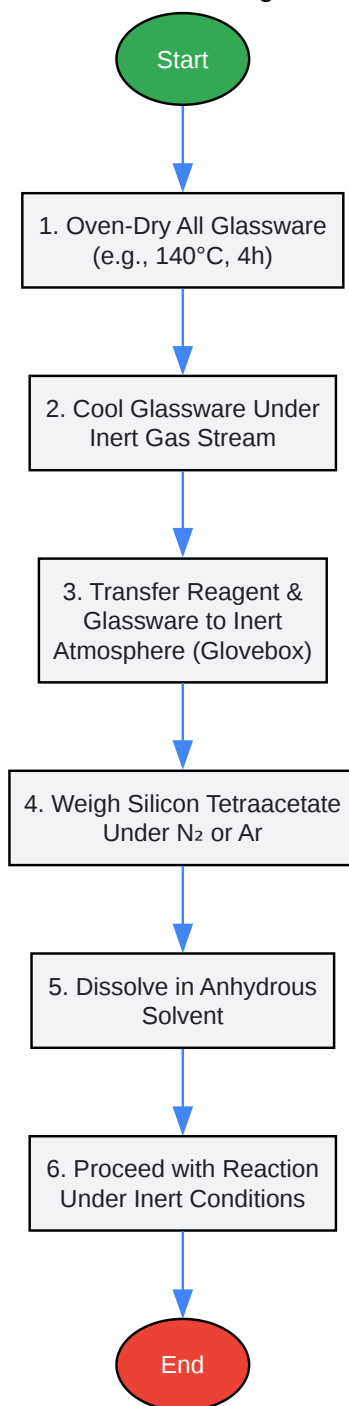 Start
1. Oven-Dry All Glassware
(e.g., 140°C, 4h)
2. Cool Glassware Under
Inert Gas Stream
3. Transfer Reagent &
Glassware to Inert
Atmosphere (Glovebox)
4. Weigh Silicon Tetraacetate
Under N₂ or Ar
5. Dissolve in Anhydrous
Solvent
6. Proceed with Reaction
Under Inert Conditions
End